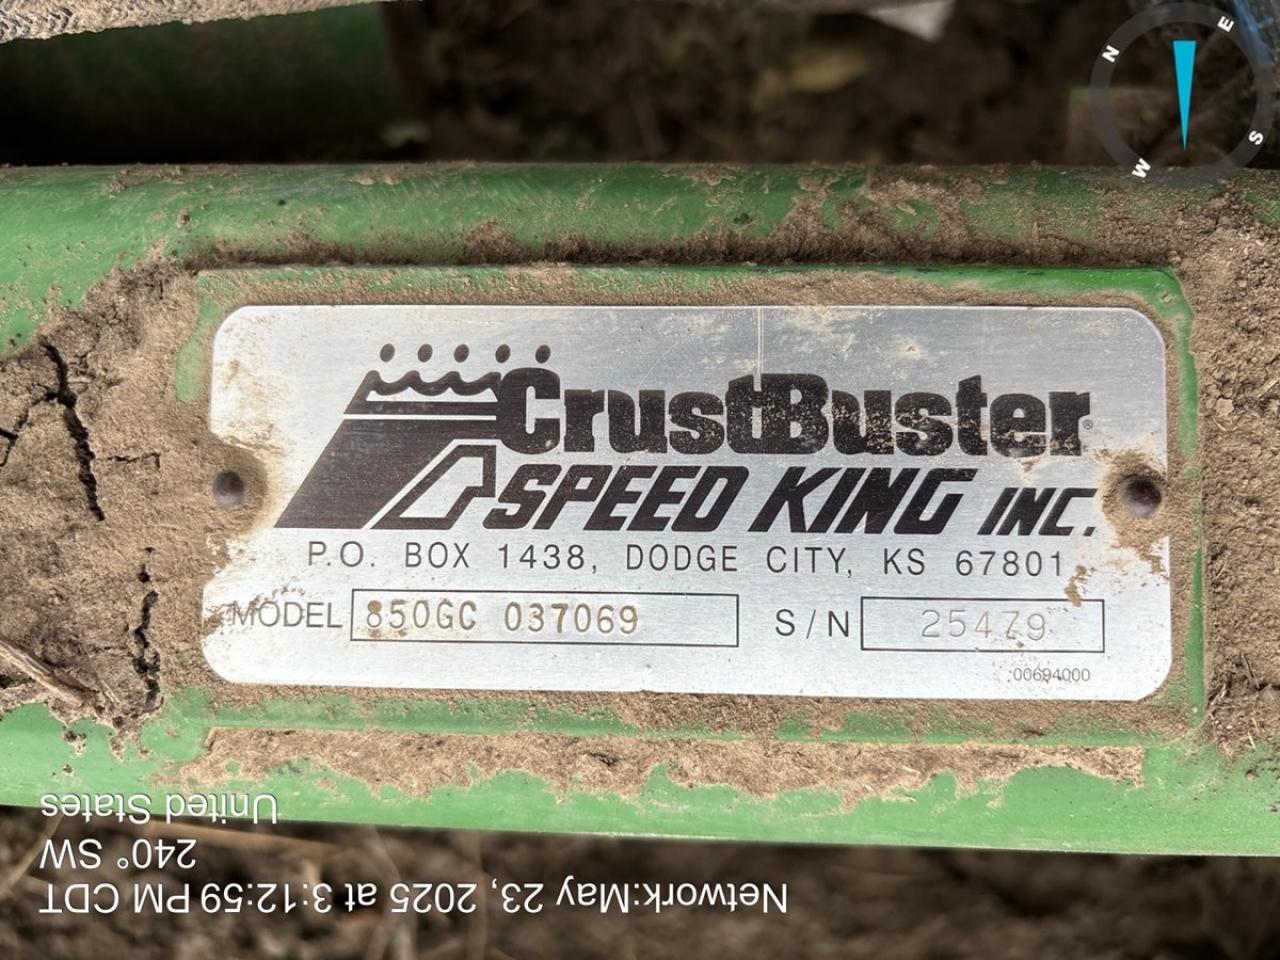 N
E
S
W
CrustBuster®
SPEED KING INC.
P.O. BOX 1438, DODGE CITY, KS 67801
MODEL 850GC 037069 S/N 25479
00694000
Network:May 23, 2025 at 3:12:59 PM CDT
240° SW
United States